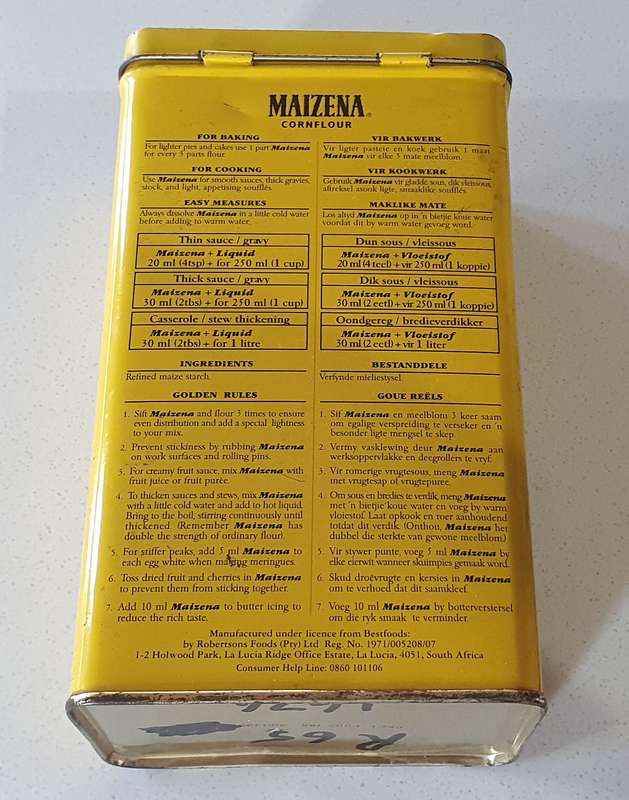 MAIZENA®
CORNFLOUR
FOR BAKING
For lighter pastries and cakes use 1 part Maizena
for every 3 parts flour.
FOR COOKING
Use Maizena for smooth sauces, thick gravies,
stock, and light, appetising soufflés.
EASY MEASURES
Always dissolve Maizena in a little cold water
before adding to warm water.
Thin sauce / gravy
Maizena + Liquid
20 ml (4tsp) + for 250 ml (1 cup)
Thick sauce / gravy
Maizena + Liquid
30 ml (2tbs) + for 250 ml (1 cup)
Casserole / stew thickening
Maizena + Liquid
30 ml (2tbs) + for 1 litre
INGREDIENTS
Refined maize starch.
GOLDEN RULES
1. Sift Maizena and flour 3 times to ensure
even distribution and add a special lightness
to your mix.
2. Prevent stickiness by rubbing Maizena
on work surfaces and rolling pins.
3. For creamy fruit sauce, mix Maizena with
fruit juice or fruit purée.
4. To thicken sauces and stews, mix Maizena
with a little cold water and add to hot liquid.
Bring to the boil, stirring continuously until
thickened. (Remember Maizena has
double the strength of ordinary flour).
5. For stiffer peaks, add 5 ml Maizena to
each egg white when making meringues.
6. Toss dried fruit and cherries in Maizena
to prevent them from sticking together.
7. Add 10 ml Maizena to butter icing to
reduce the rich taste.
VIR BAKWERK
Vir ligter pasteie en koek gebruik 1 maat
Maizena vir elke 3 mate meelblom.
VIR KOOKWERK
Gebruik Maizena vir gladde sous, dik vleissous,
aftreksel asook ligte, smaaklike soufflés.
MAKLIKE MATE
Los altyd Maizena op in 'n bietjie koue water
voordat dit by warm water gevoeg word.
Dun sous / vleissous
Maizena + Vloeistof
20 ml (4 teel) + vir 250 ml (1 koppie)
Dik sous / vleissous
Maizena + Vloeistof
30 ml (2 eetl) + vir 250 ml (1 koppie)
Oondgereg / bredieverdikker
Maizena + Vloeistof
30 ml (2 eetl) + vir 1 liter
BESTANDDELE
Verfynde mieliestysel.
GOUE REËLS
1. Sif Maizena en meelblom 3 keer saam
om egalige verspreiding te verseker en 'n
besonder ligte mengsel te skep.
2. Vermy vasklewing deur Maizena aan
werksoppervlakke en deegrollers te vryf.
3. Vir romerige vrugtesous, meng Maizena
met vrugtesap of vrugtepuree.
4. Om sous en bredies te verdik, meng Maizena
met 'n bietjie koue water en voeg by warm
vloeistof. Laat opkook en roer aanhoudend
totdat dit verdik. (Onthou, Maizena het
dubbel die sterkte van gewone meelblom)
5. Vir stywer punte, voeg 5 ml Maizena by
elke eierwit wanneer skuimpies gemaak word.
6. Skud droëvrugte en kersies in Maizena
om te verhoed dat dit saamkleef.
7. Voeg 10 ml Maizena by botterversiersel
om die ryk smaak te verminder.
Manufactured under licence from Bestfoods:
by Robertsons Foods (Pty) Ltd Reg. No. 1971/005208/07
1-2 Holwood Park, La Lucia Ridge Office Estate, La Lucia, 4051, South Africa
Consumer Help Line: 0860 101106
R65